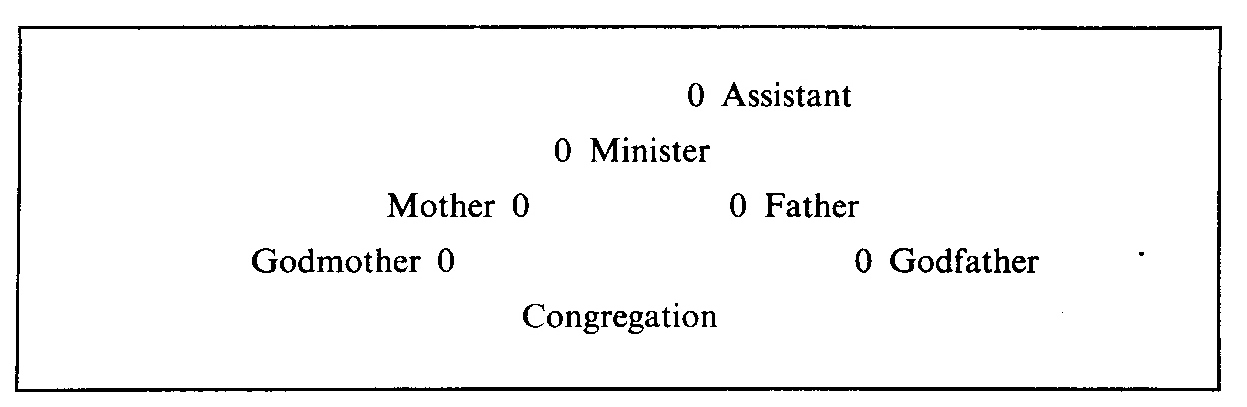 0 Assistant
0 Minister
Mother 0 0 Father
Godmother 0 0 Godfather
Congregation